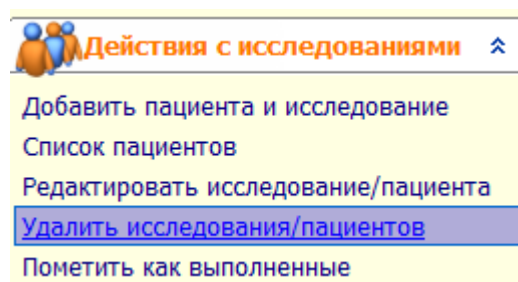 Действия с исследованиями
Добавить пациента и исследование
Список пациентов
Редактировать исследование/пациента
Удалить исследования/пациентов
Пометить как выполненные